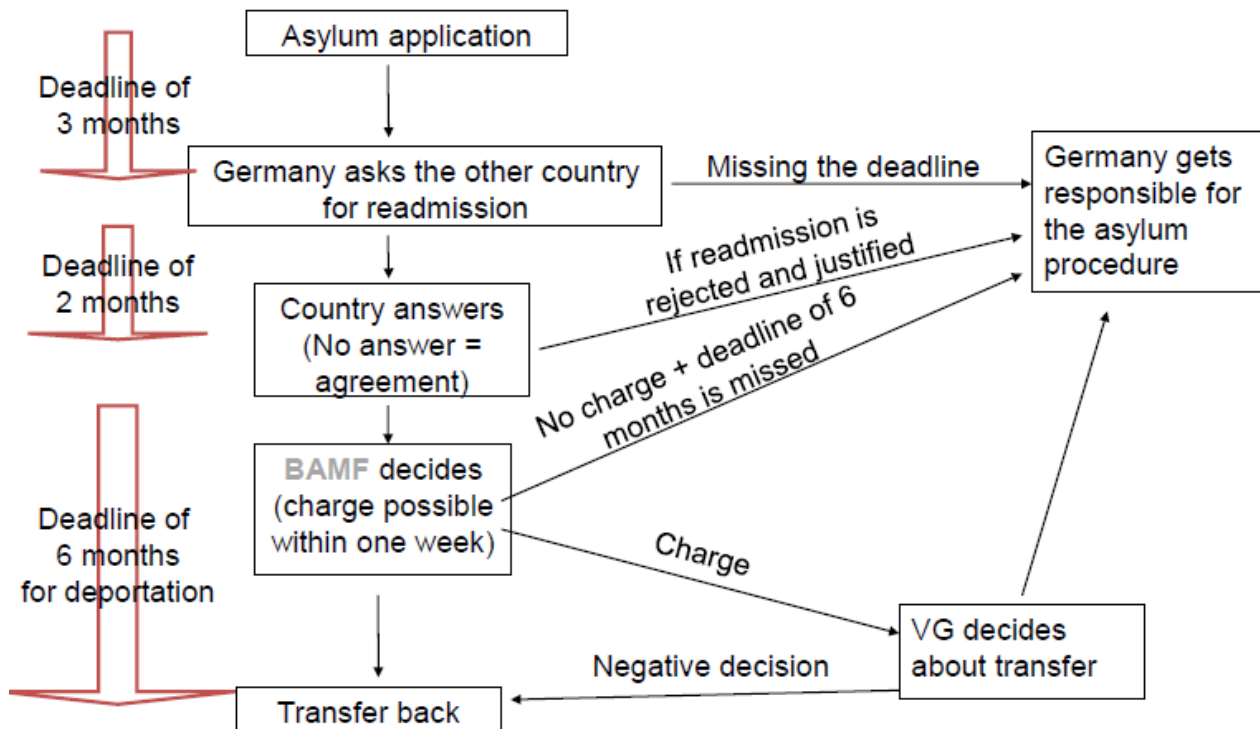 Asylum application
Deadline of
3 months
Germany asks the other country
for readmission
Missing the deadline
Germany gets
responsible for
the asylum
procedure
Deadline of
2 months
If readmission is
rejected and justified
Country answers
(No answer =
agreement)
No charge + deadline of 6
months is missed
BAMF decides
(charge possible
within one week)
Deadline of
6 months
for deportation
Charge
VG decides
about transfer
Negative decision
Transfer back